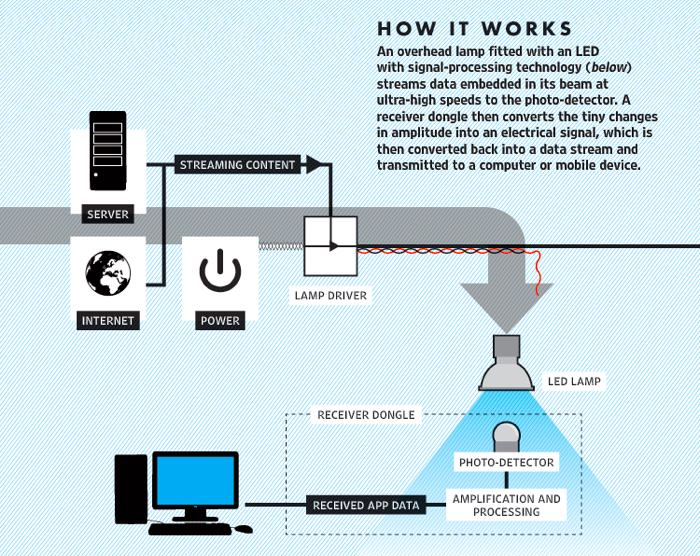 HOW IT WORKS
An overhead lamp fitted with an LED
with signal-processing technology (below)
streams data embedded in its beam at
ultra-high speeds to the photo-detector. A
receiver dongle then converts the tiny changes
in amplitude into an electrical signal, which is
then converted back into a data stream and
transmitted to a computer or mobile device.
STREAMING CONTENT
SERVER
INTERNET
POWER
LAMP DRIVER
LED LAMP
RECEIVER DONGLE
PHOTO-DETECTOR
RECEIVED APP DATA
AMPLIFICATION AND
PROCESSING